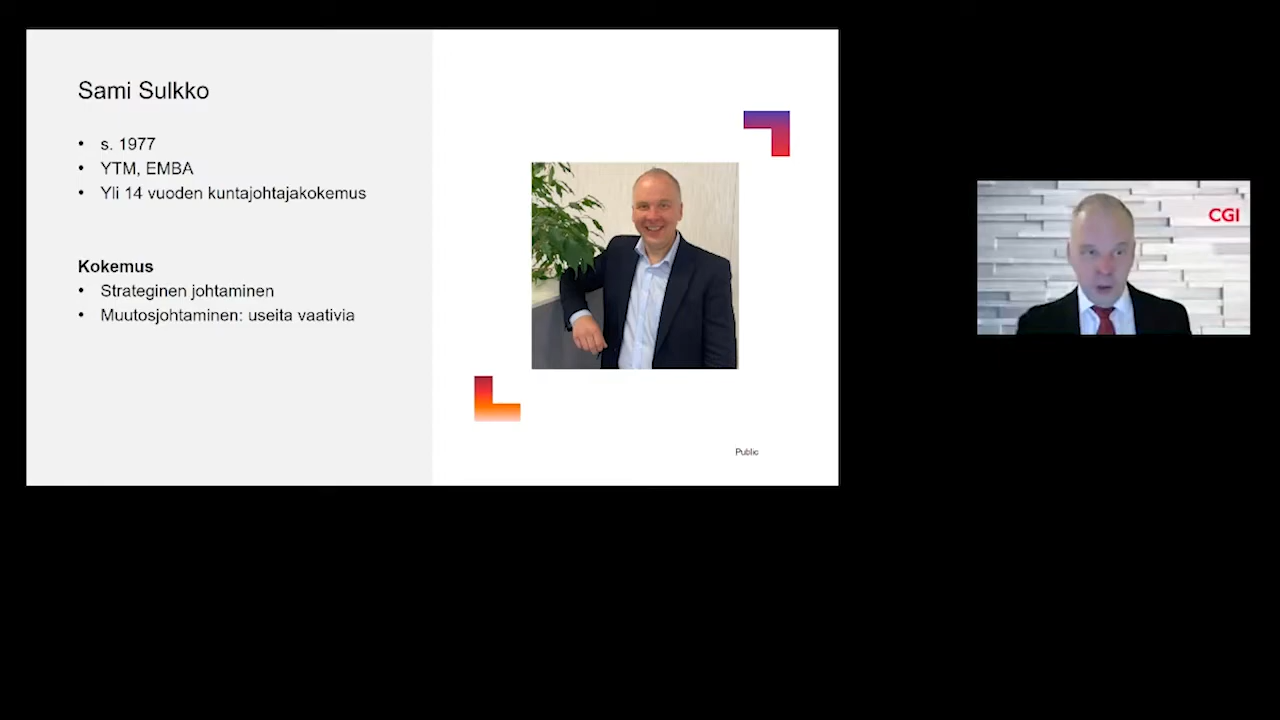 Sami Sulkko
• s. 1977
• YTM, EMBA
• Yli 14 vuoden kuntajohtajakokemus
Kokemus
• Strateginen johtaminen
• Muutosjohtaminen: useita vaativia
Public
CGI